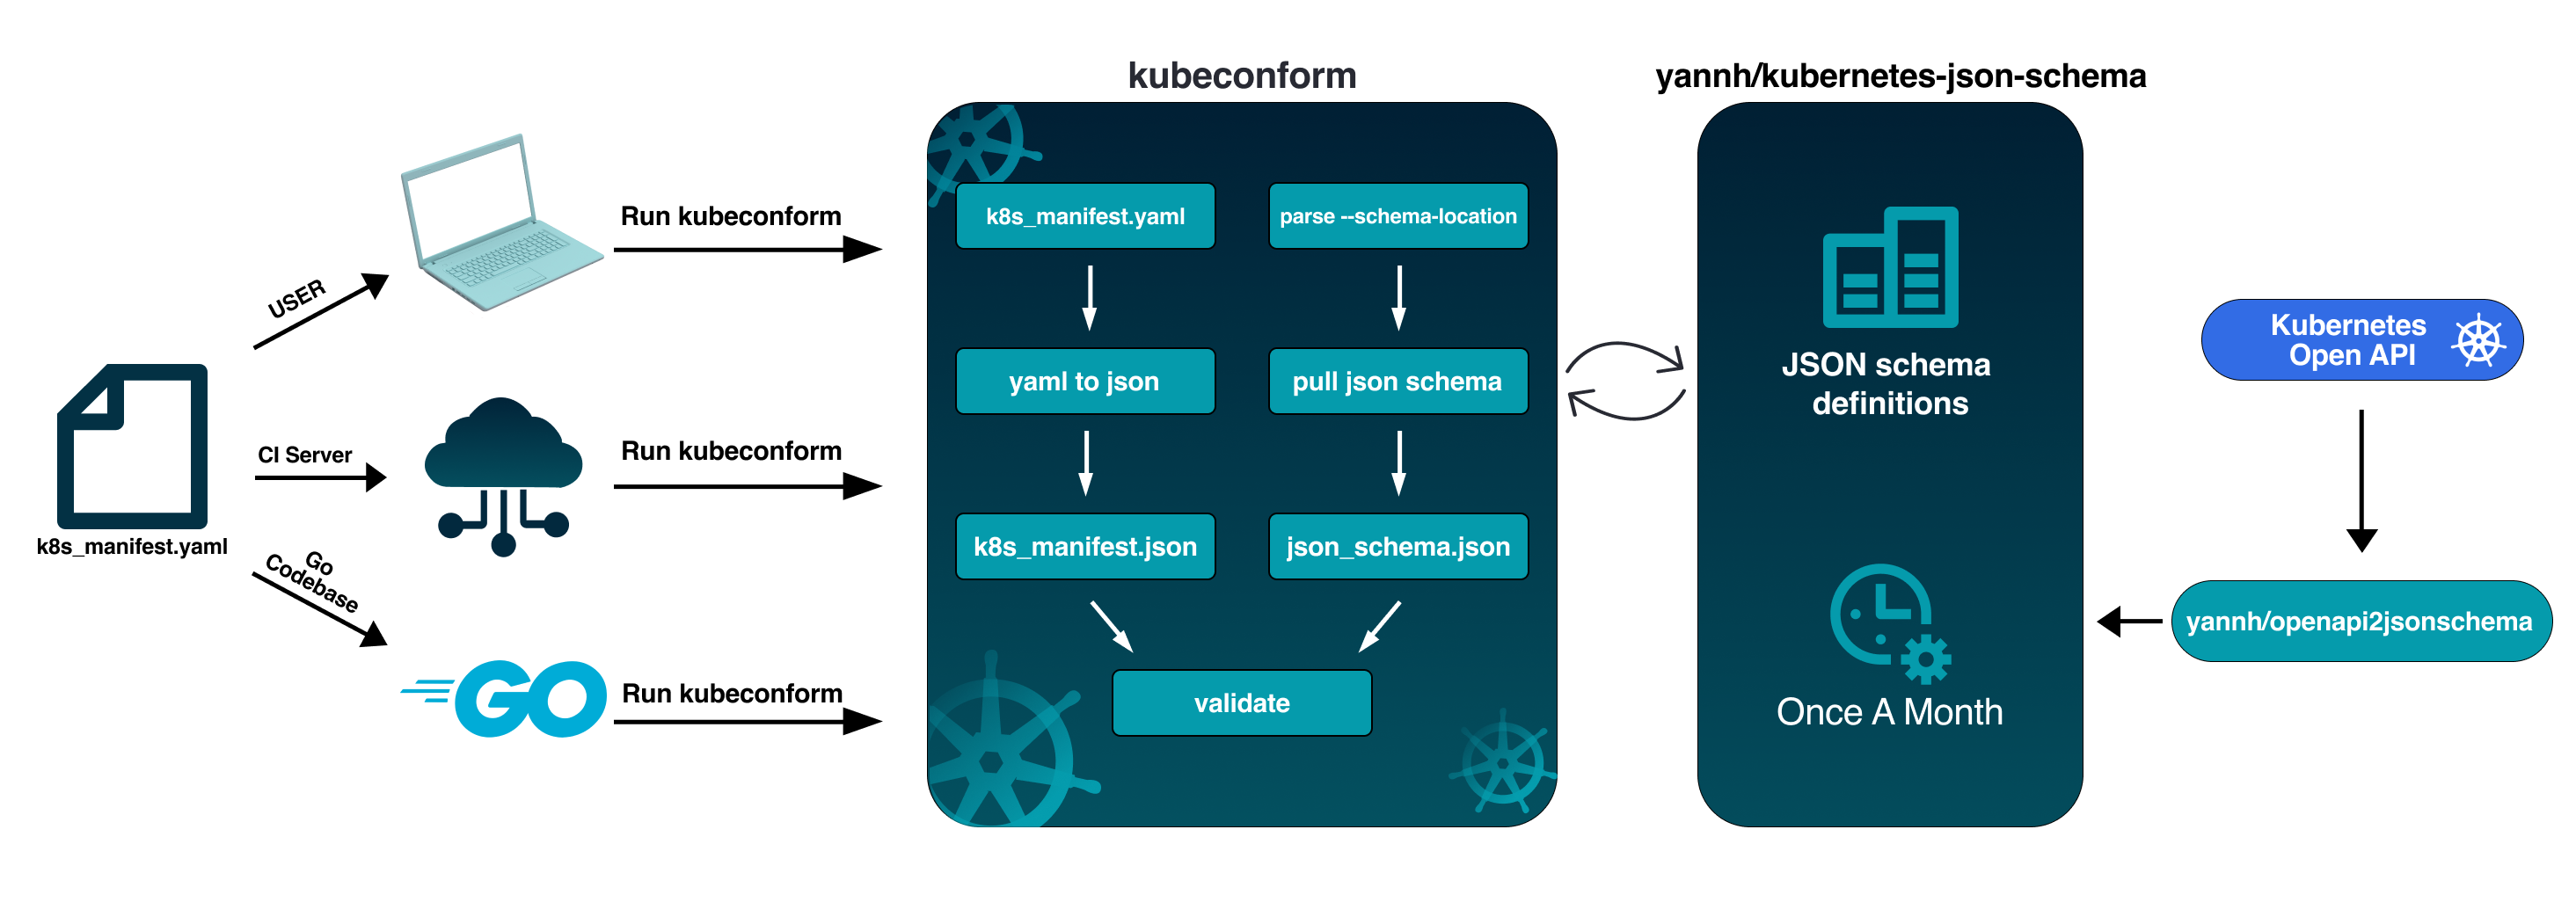 kubeconform
yannh/kubernetes-json-schema
USER
Run kubeconform
k8s_manifest.yaml
CI Server
Run kubeconform
Go
Codebase
GO
Run kubeconform
k8s_manifest.yaml
parse --schema-location
yaml to json
pull json schema
k8s_manifest.json
json_schema.json
validate
JSON schema
definitions
Once A Month
Kubernetes
Open API
yannh/openapi2jsonschema